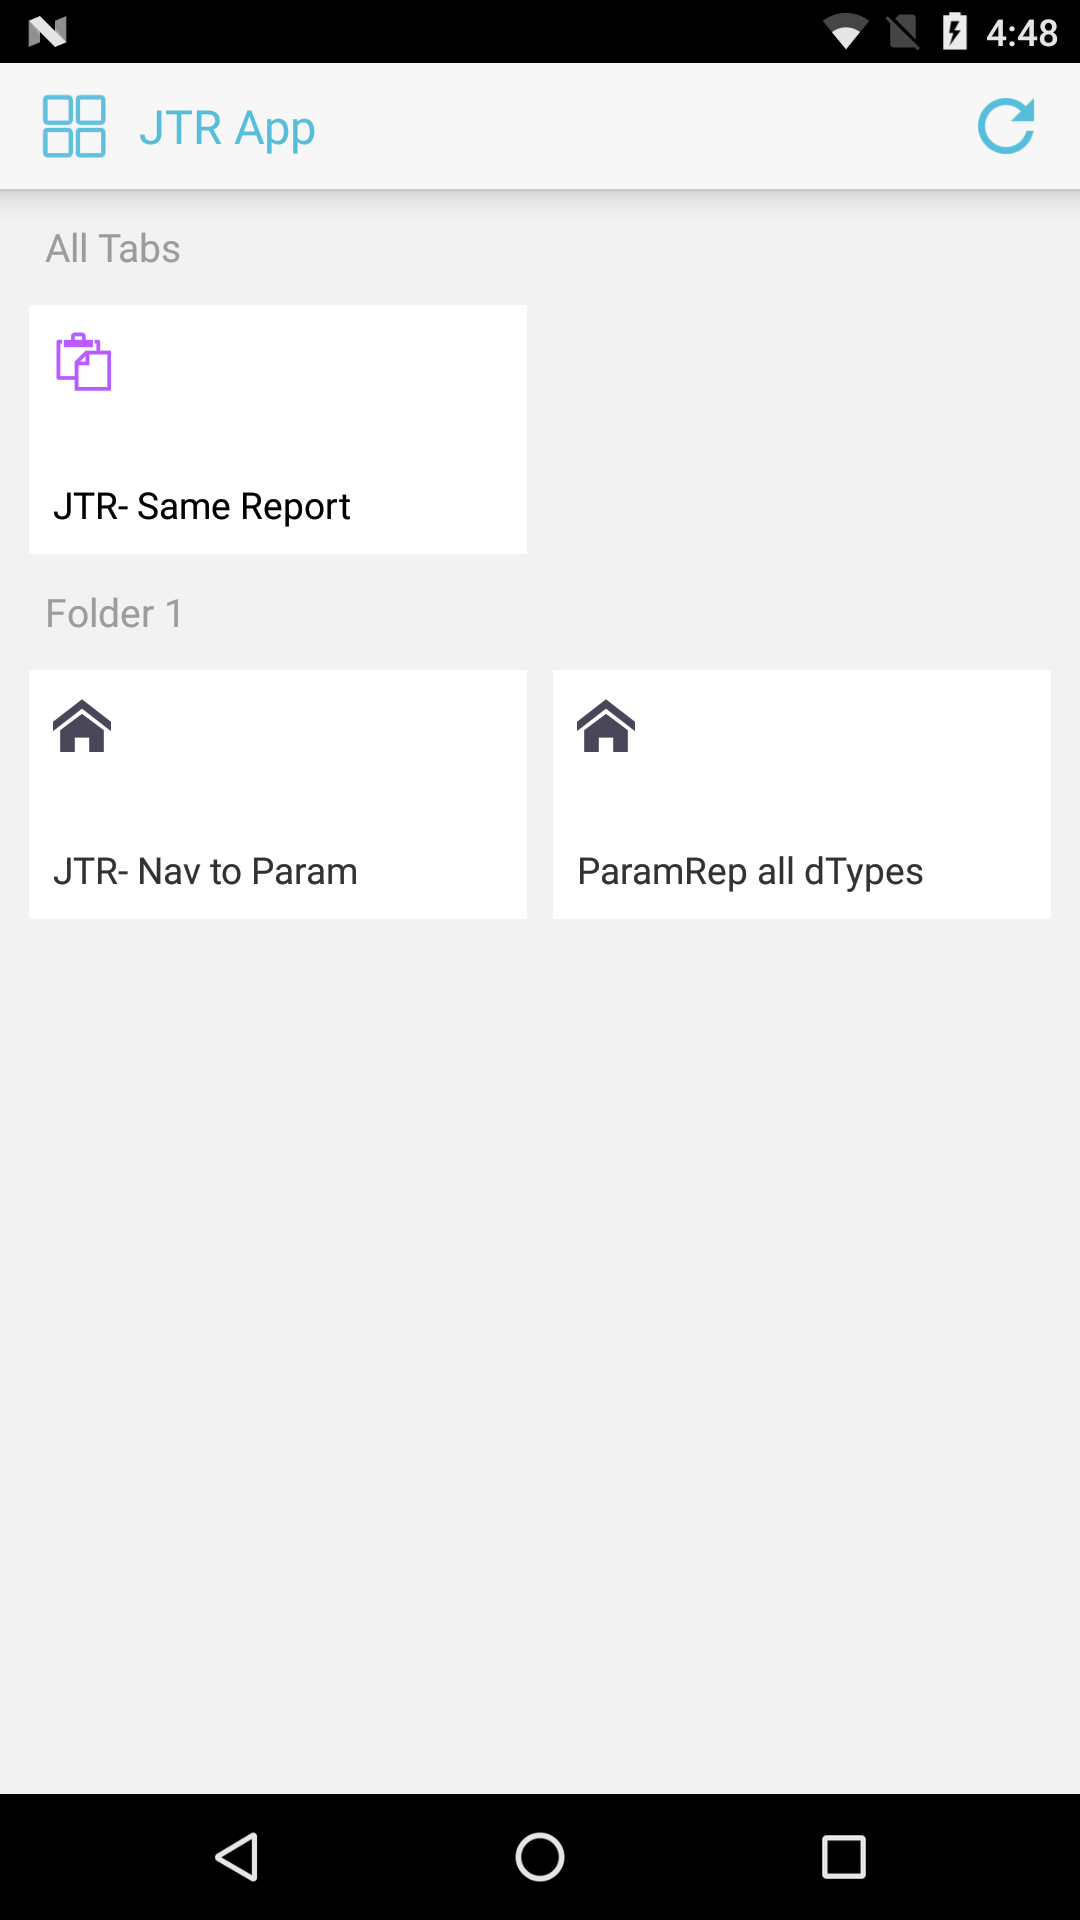 4:48
JTR App
All Tabs
JTR- Same Report
Folder 1
JTR- Nav to Param
ParamRep all dTypes